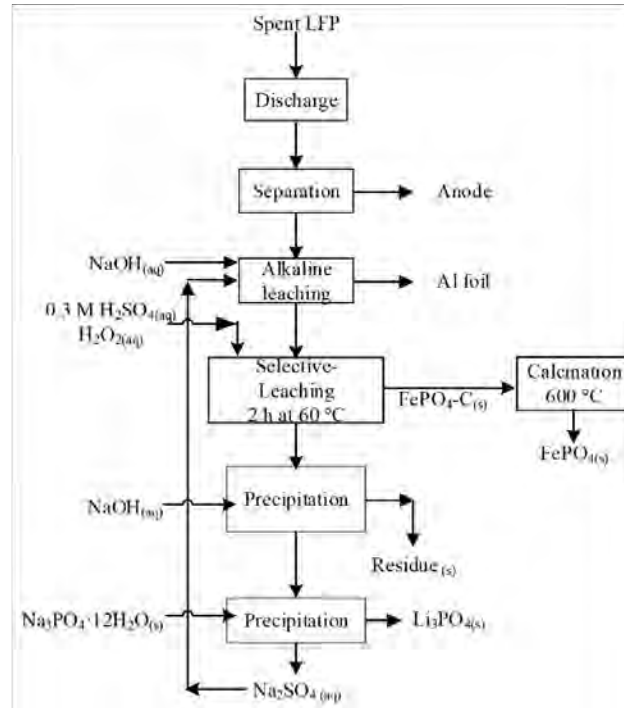 Spent LFP
Discharge
Separation
Anode
NaOH(aq)
Alkaline
leaching
Al foil
0.3 M H₂SO₄(aq)
H₂O₂(aq)
Selective-
Leaching
2 h at 60 °C
FePO₄-C(s)
Calcination
600 °C
FePO₄(s)
NaOH(aq)
Precipitation
Residue (s)
Na₃PO₄·12H₂O(s)
Precipitation
Li₃PO₄(s)
Na₂SO₄ (aq)